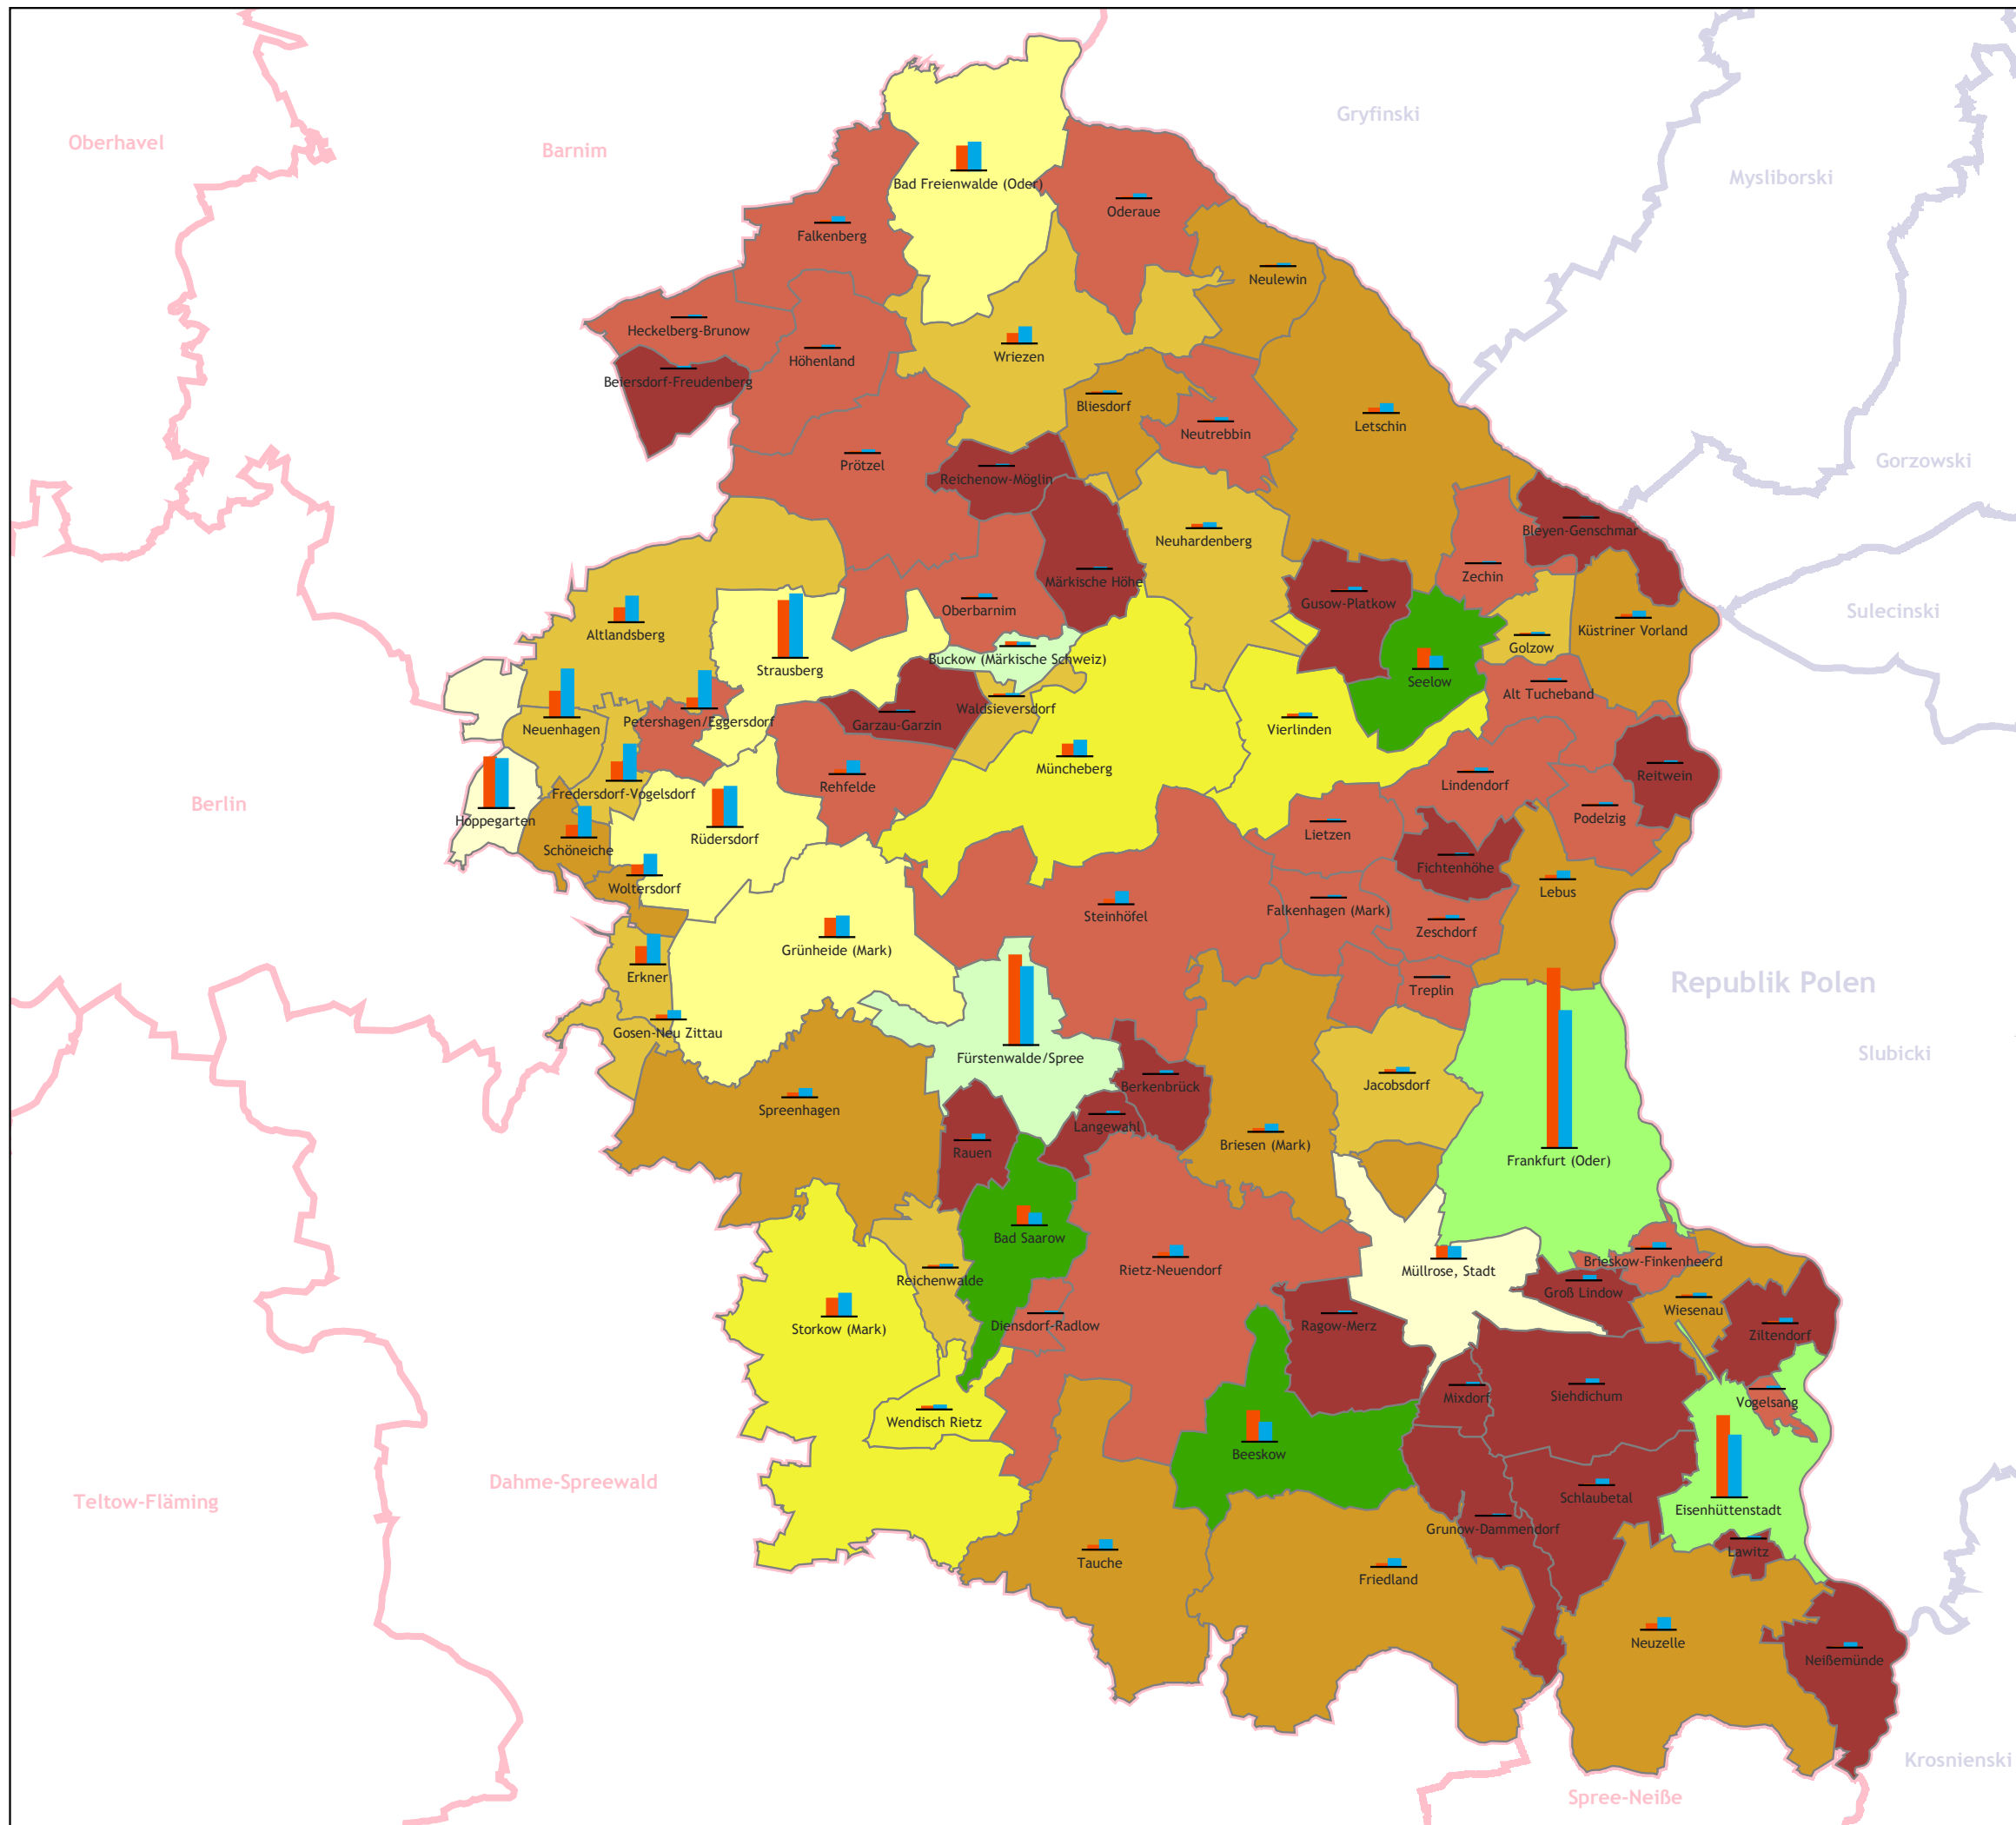 Gryfinski
Oberhavel
Barnim
Mysliborski
Bad Freienwalde (Oder)
Oderaue
Falkenberg
Neulewin
Heckelberg-Brunow
Wriezen
Höhenland
Beiersdorf-Freudenberg
Bliesdorf
Letschin
Neutrebbin
Gorzowski
Prötzel
Reichenow-Möglin
Bleyen-Genschmar
Neuhardenberg
Zechin
Märkische Höhe
Gusow-Platkow
Oberbarnim
Sulecinski
Küstriner Vorland
Altlandsberg
Golzow
Buckow (Märkische Schweiz)
Strausberg
Seelow
Alt Tucheband
Waldsieversdorf
Petershagen/Eggersdorf
Garzau-Garzin
Neuenhagen
Vierlinden
Müncheberg
Reitwein
Lindendorf
Rehfelde
Fredersdorf-Vogelsdorf
Berlin
Podelzig
Hoppegarten
Lietzen
Rüdersdorf
Schöneiche
Fichtenhöhe
Woltersdorf
Lebus
Falkenhagen (Mark)
Steinhöfel
Zeschdorf
Grünheide (Mark)
Erkner
Republik Polen
Treplin
Gosen-Neu Zittau
Slubicki
Fürstenwalde/Spree
Jacobsdorf
Berkenbrück
Spreenhagen
Langewahl
Briesen (Mark)
Rauen
Frankfurt (Oder)
Bad Saarow
Brieskow-Finkenheerd
Rietz-Neuendorf
Müllrose, Stadt
Reichenwalde
Groß Lindow
Wiesenau
Diensdorf-Radlow
Ragow-Merz
Storkow (Mark)
Ziltendorf
Mixdorf
Siehdichum
Vogelsang
Wendisch Rietz
Beeskow
Dahme-Spreewald
Schlaubetal
Teltow-Fläming
Eisenhüttenstadt
Grunow-Dammendorf
Lawitz
Tauche
Friedland
Neuzelle
Neißemünde
Krosnienski
Spree-Neiße